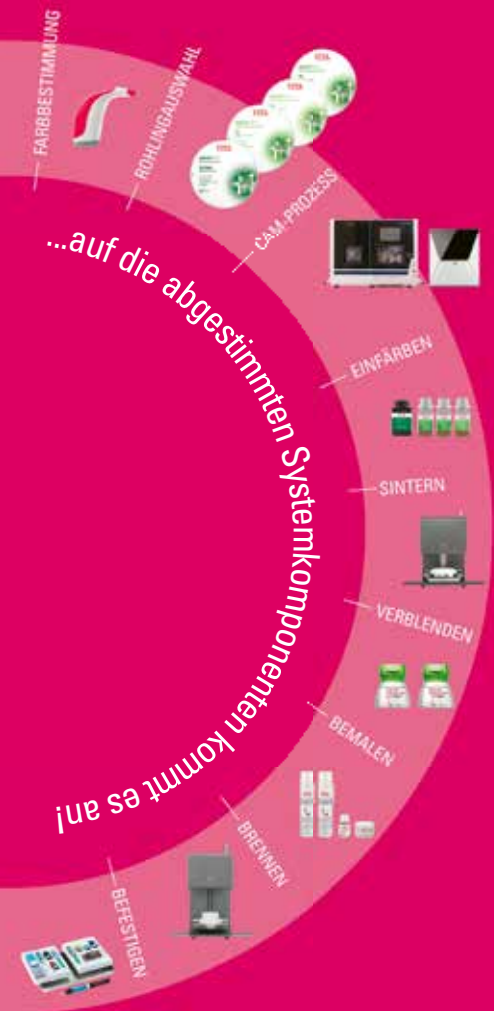 FARBBESTIMMUNG
ROHLINGAUSWAHL
CAM-PROZESS
EINFÄRBEN
SINTERN
VERBLENDEN
BEMALEN
BRENNEN
BEFESTIGEN
...auf die abgestimmten Systemkomponenten kommt es an!